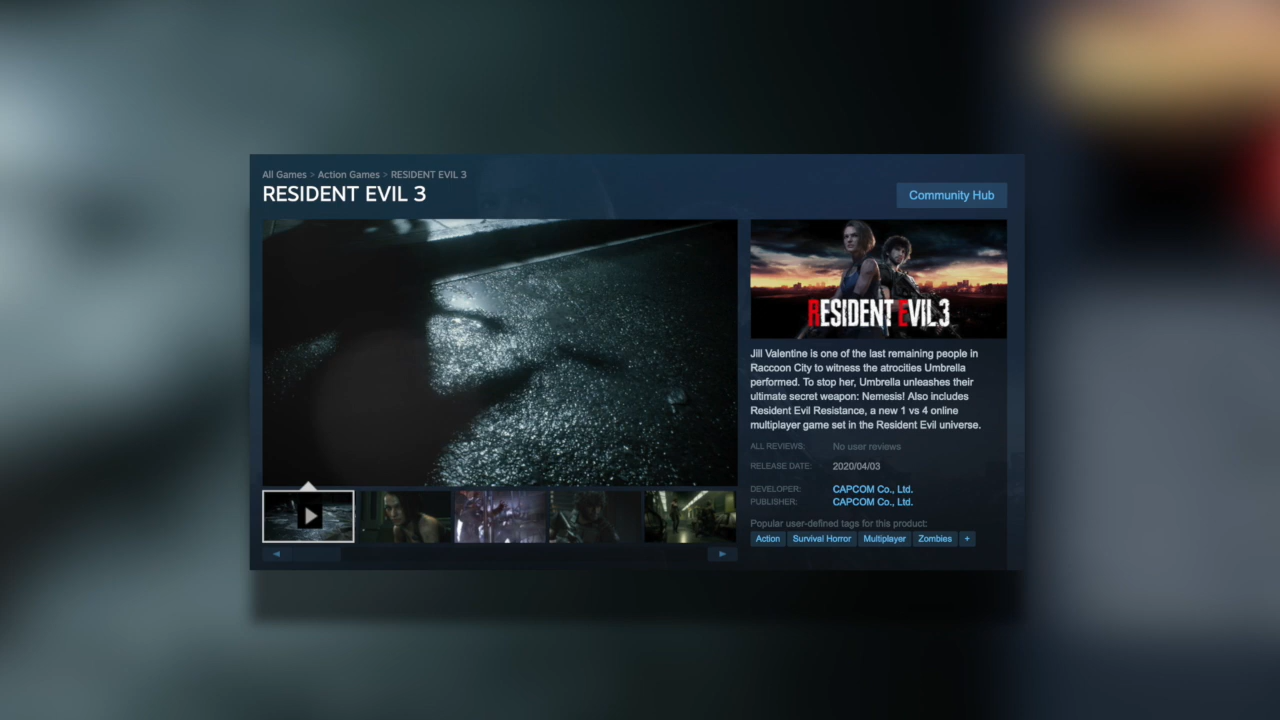 All Games > Action Games > RESIDENT EVIL 3
RESIDENT EVIL 3
Community Hub
RESIDENT EVIL 3
Jill Valentine is one of the last remaining people in
Raccoon City to witness the atrocities Umbrella
performed. To stop her, Umbrella unleashes their
ultimate secret weapon: Nemesis! Also includes
Resident Evil Resistance, a new 1 vs 4 online
multiplayer game set in the Resident Evil universe.
ALL REVIEWS: No user reviews
RELEASE DATE: 2020/04/03
DEVELOPER: CAPCOM Co., Ltd.
PUBLISHER: CAPCOM Co., Ltd.
Popular user-defined tags for this product:
Action Survival Horror Multiplayer Zombies +